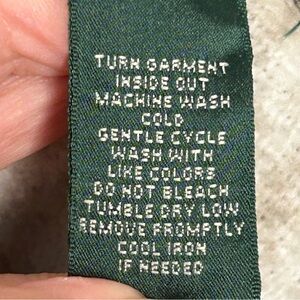 TURN GARMENT
INSIDE OUT
MACHINE WASH
COLD
GENTLE CYCLE
WASH WITH
LIKE COLORS
DO NOT BLEACH
TUMBLE DRY LOW
REMOVE PROMPTLY
COOL IRON
IF NEEDED